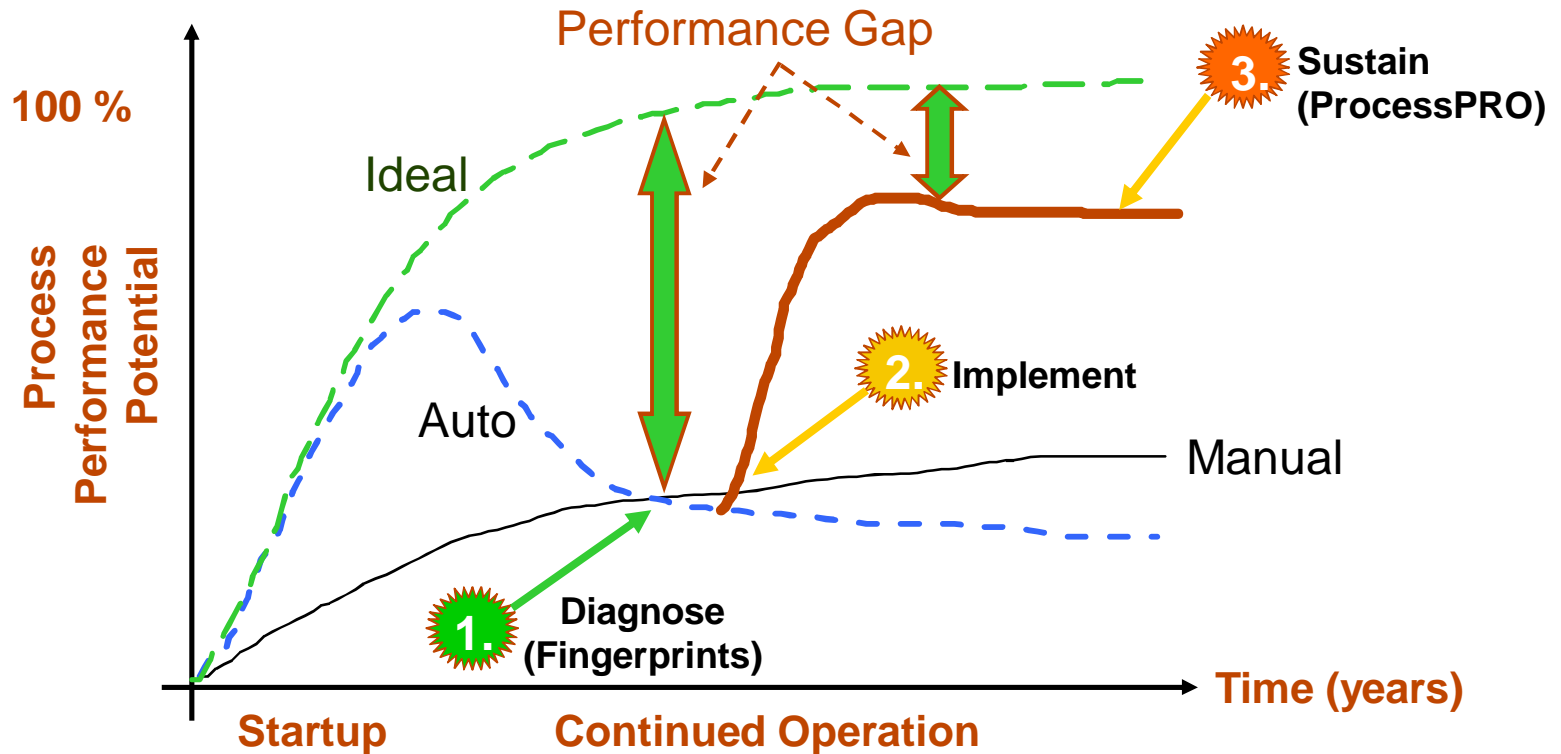 Performance Gap
100 %
Ideal
Process
Performance
Potential
Auto
3. Sustain
(ProcessPRO)
2. Implement
Manual
1. Diagnose
(Fingerprints)
Time (years)
Startup
Continued Operation